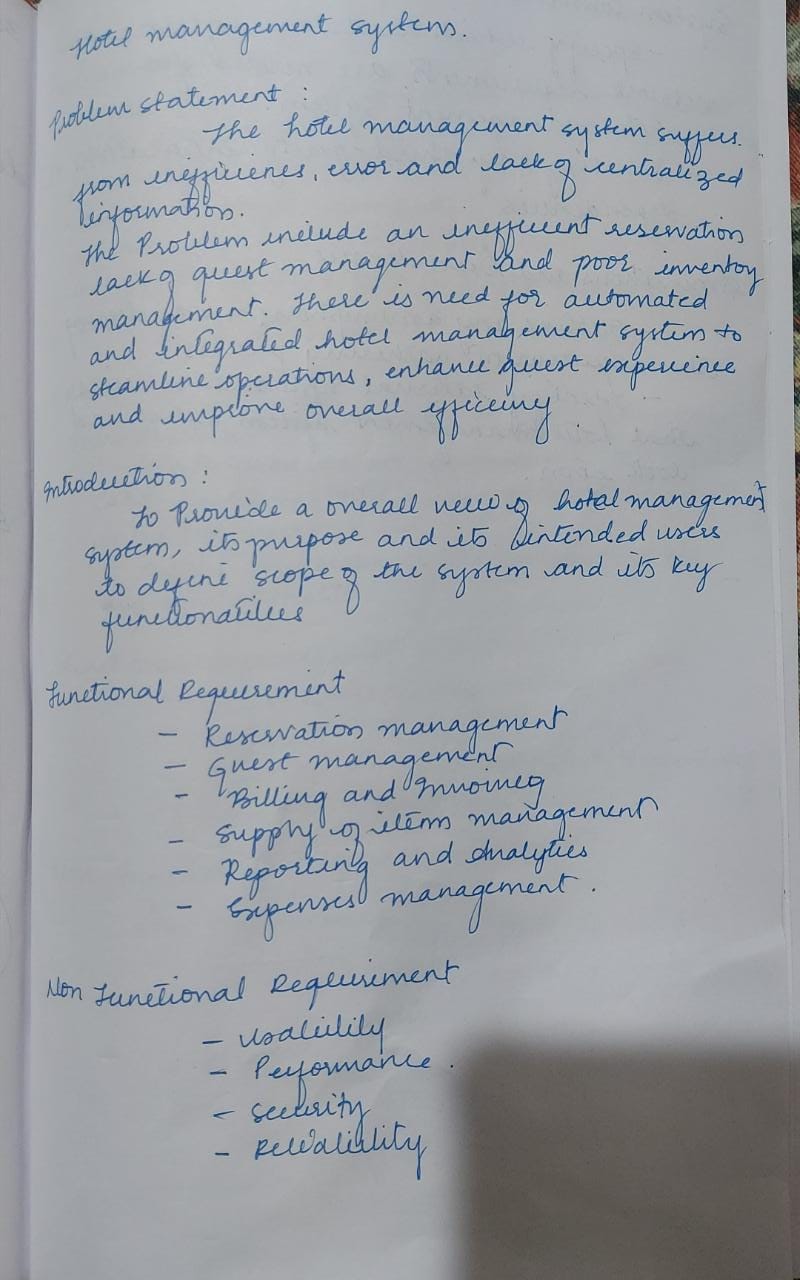 Hotel management system.
Problem statement :
The hotel management system suffers
from inefficiencies, error and lack of centralized
information.
The Problem include an inefficient reservation
lack of guest management and poor inventory
management. There is need for automated
and integrated hotel management system to
steamline operations, enhance guest experience
and improve overall efficieny.
Introduction :
To Provide a overall view of hotel management
system, its purpose and its intended users
to define scope of the system and its key
functionatilies
Functional Requirement
- Reservation management
- Guest management
- Billing and Invoicing
- Supply of item management
- Reporting and Analytics
- Expenses management.
Non Functional Requirement
- Usability
- Performance.
- Security
- Reliability